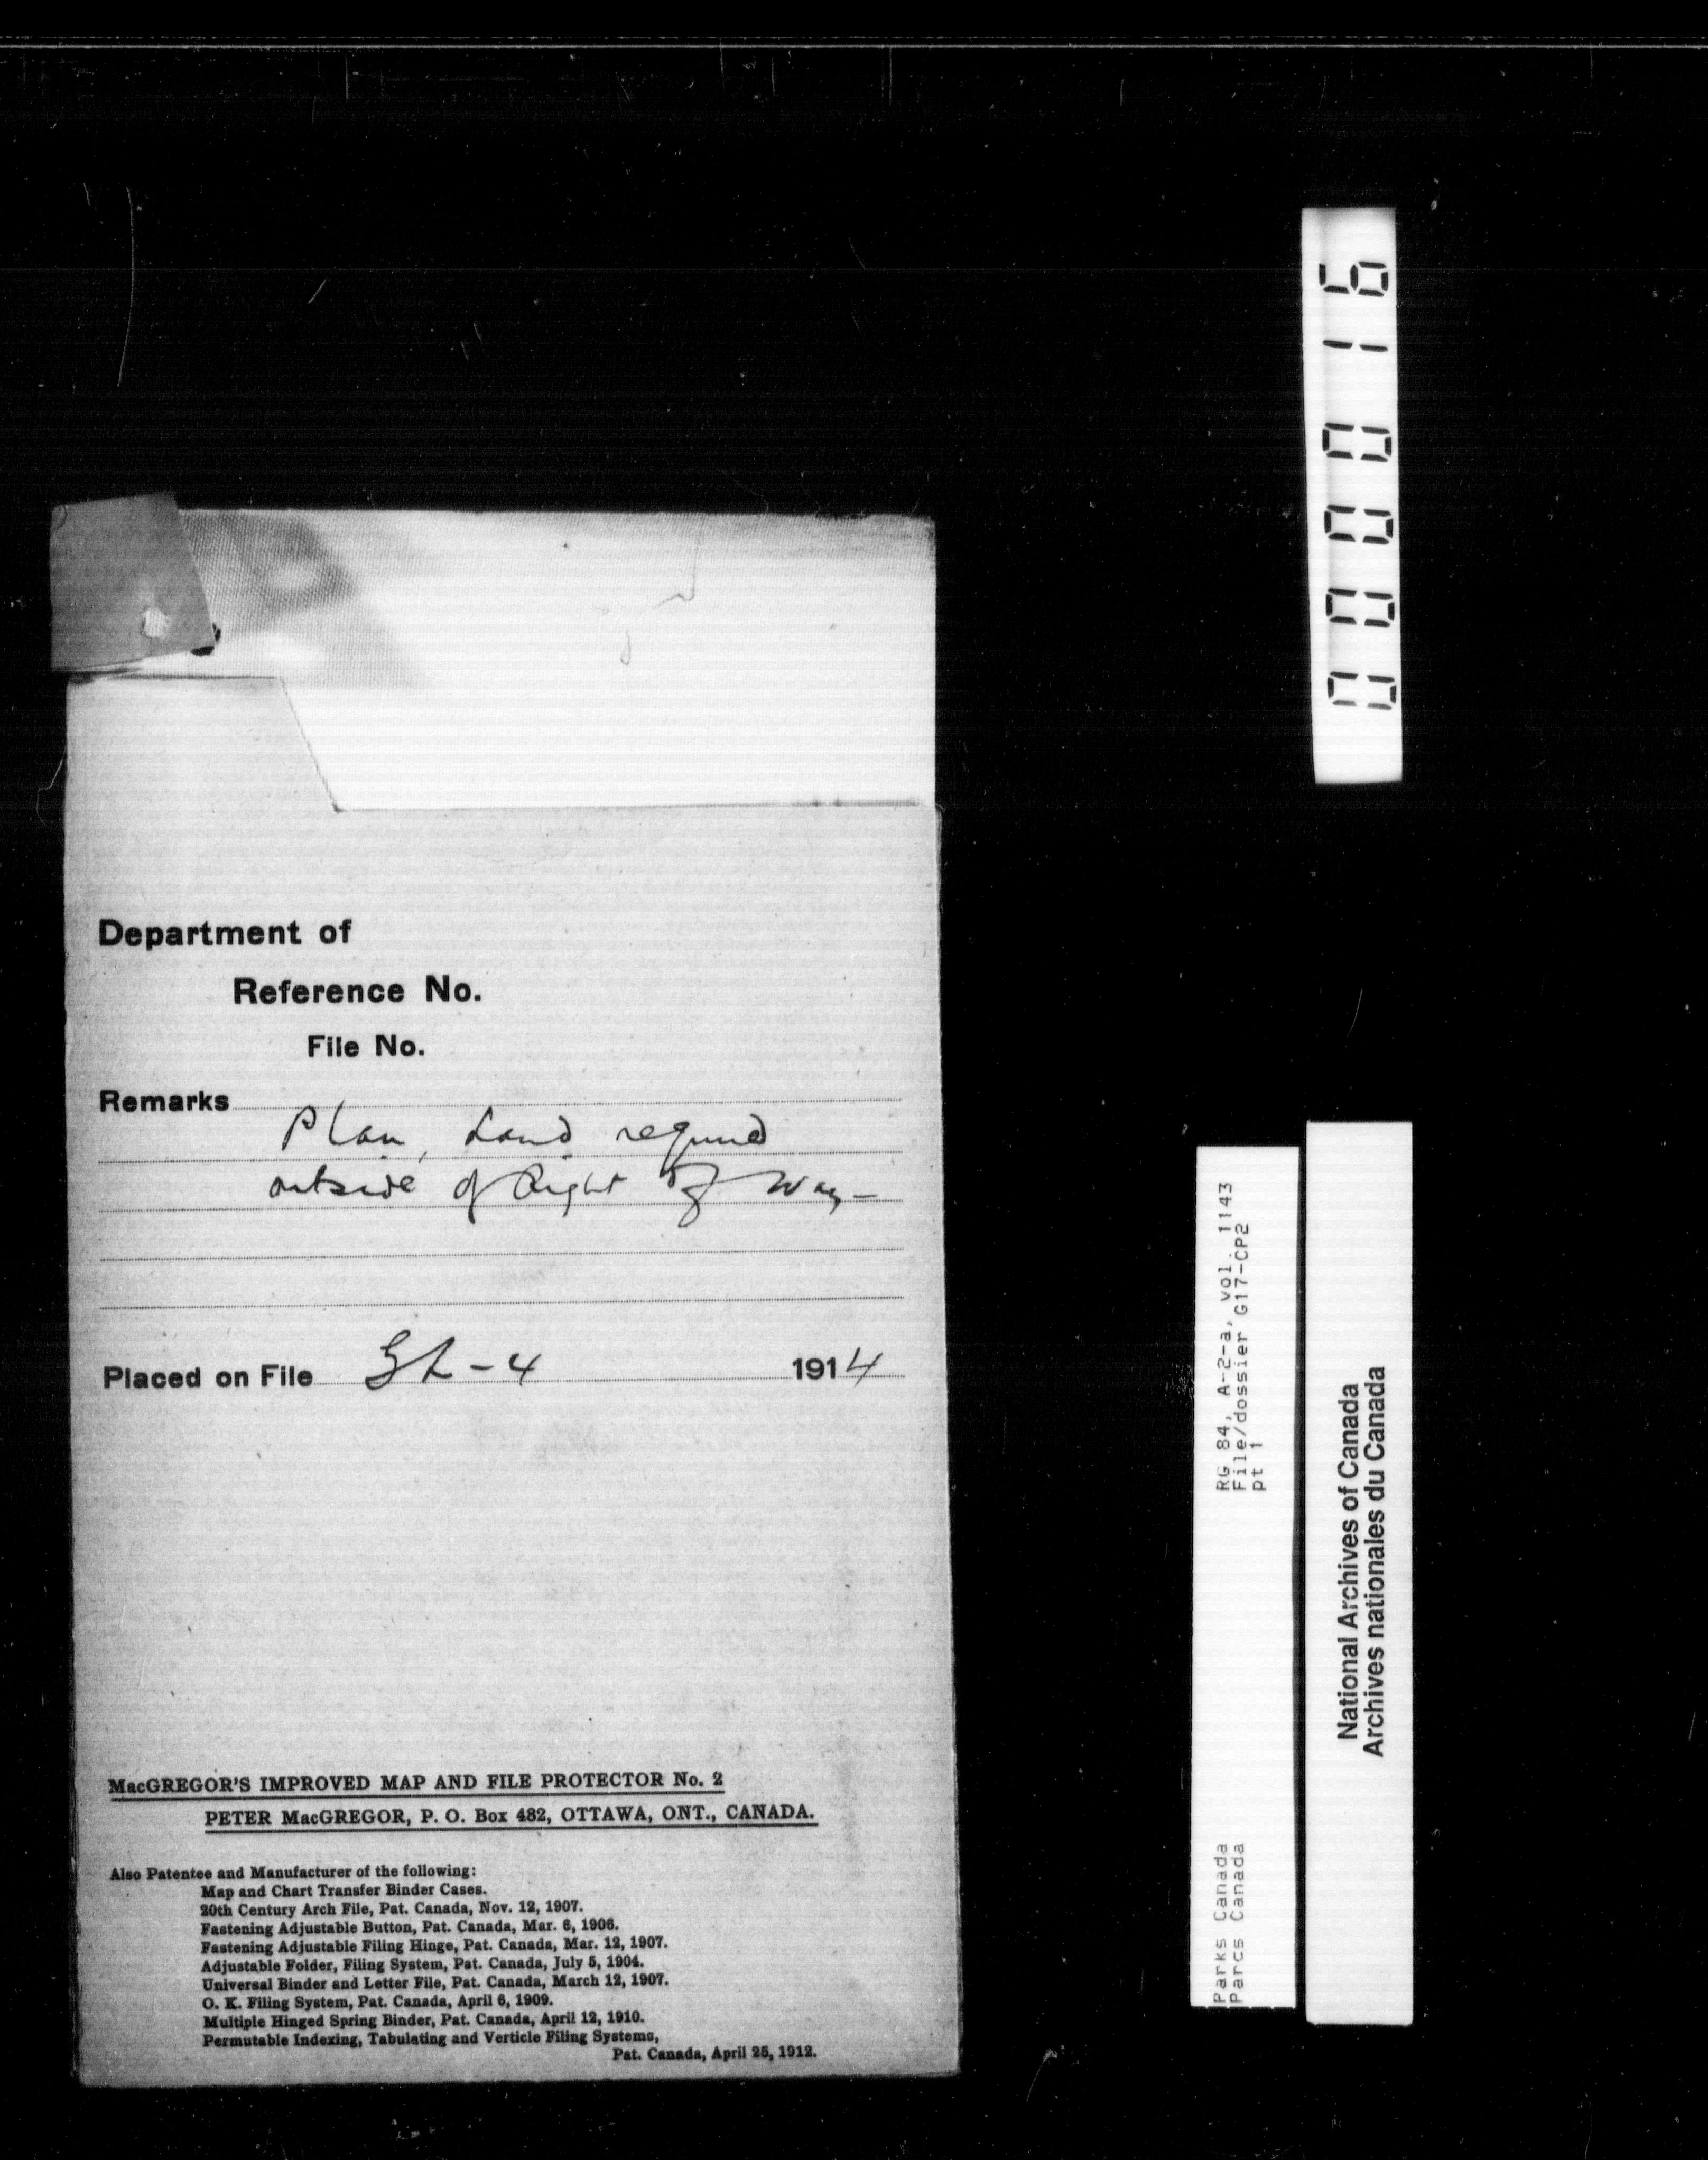 Department of
Reference No.
File No.
Remarks
Plan, Land required
outside of Right of Way –
Placed on File – 4 1914
MacGREGOR'S IMPROVED MAP AND FILE PROTECTOR No. 2
PETER MacGREGOR, P. O. Box 482, OTTAWA, ONT., CANADA.
Also Patentee and Manufacturer of the following:
Map and Chart Transfer Binder Cases.
20th Century Arch File, Pat. Canada, Nov. 12, 1907.
Fastening Adjustable Button, Pat. Canada, Mar. 6, 1906.
Fastening Adjustable Filing Hinge, Pat. Canada, Mar. 12, 1907.
Adjustable Folder, Filing System, Pat. Canada, July 5, 1904.
Universal Binder and Letter File, Pat. Canada, March 12, 1907.
O. K. Filing System, Pat. Canada, April 6, 1909.
Multiple Hinged Spring Binder, Pat. Canada, April 12, 1910.
Permutable Indexing, Tabulating and Verticle Filing Systems,
Pat. Canada, April 25, 1912.
000016
RG 84, A-2-a, vol. 1143
File/dossier G17-CP2
pt 1
Parks Canada
Parcs Canada
National Archives of Canada
Archives nationales du Canada